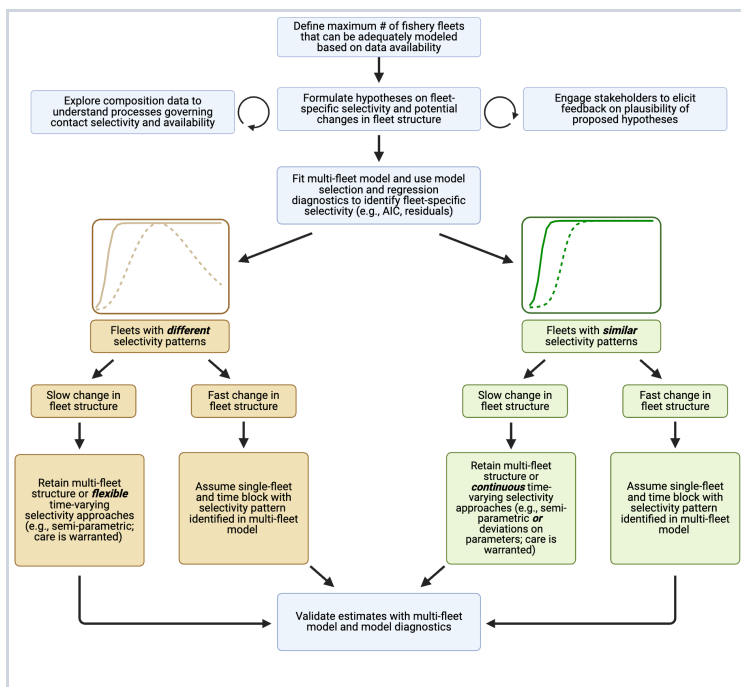 Define maximum # of fishery fleets
that can be adequately modeled
based on data availability
Explore composition data to
understand processes governing
contact selectivity and availability
Formulate hypotheses on fleet-
specific selectivity and potential
changes in fleet structure
Engage stakeholders to elicit
feedback on plausibility of
proposed hypotheses
Fit multi-fleet model and use model
selection and regression
diagnostics to identify fleet-specific
selectivity (e.g., AIC, residuals)
Fleets with different
selectivity patterns
Fleets with similar
selectivity patterns
Slow change in
fleet structure
Fast change in
fleet structure
Slow change in
fleet structure
Fast change in
fleet structure
Retain multi-fleet
structure or flexible
time-varying
selectivity approaches
(e.g., semi-parametric;
care is warranted)
Assume single-fleet
and time block with
selectivity pattern
identified in multi-fleet
model
Retain multi-fleet
structure or
continuous time-
varying selectivity
approaches (e.g., semi-
parametric or
deviations on
parameters; care is
warranted)
Assume single-fleet
and time block with
selectivity pattern
identified in multi-fleet
model
Validate estimates with multi-fleet
model and model diagnostics